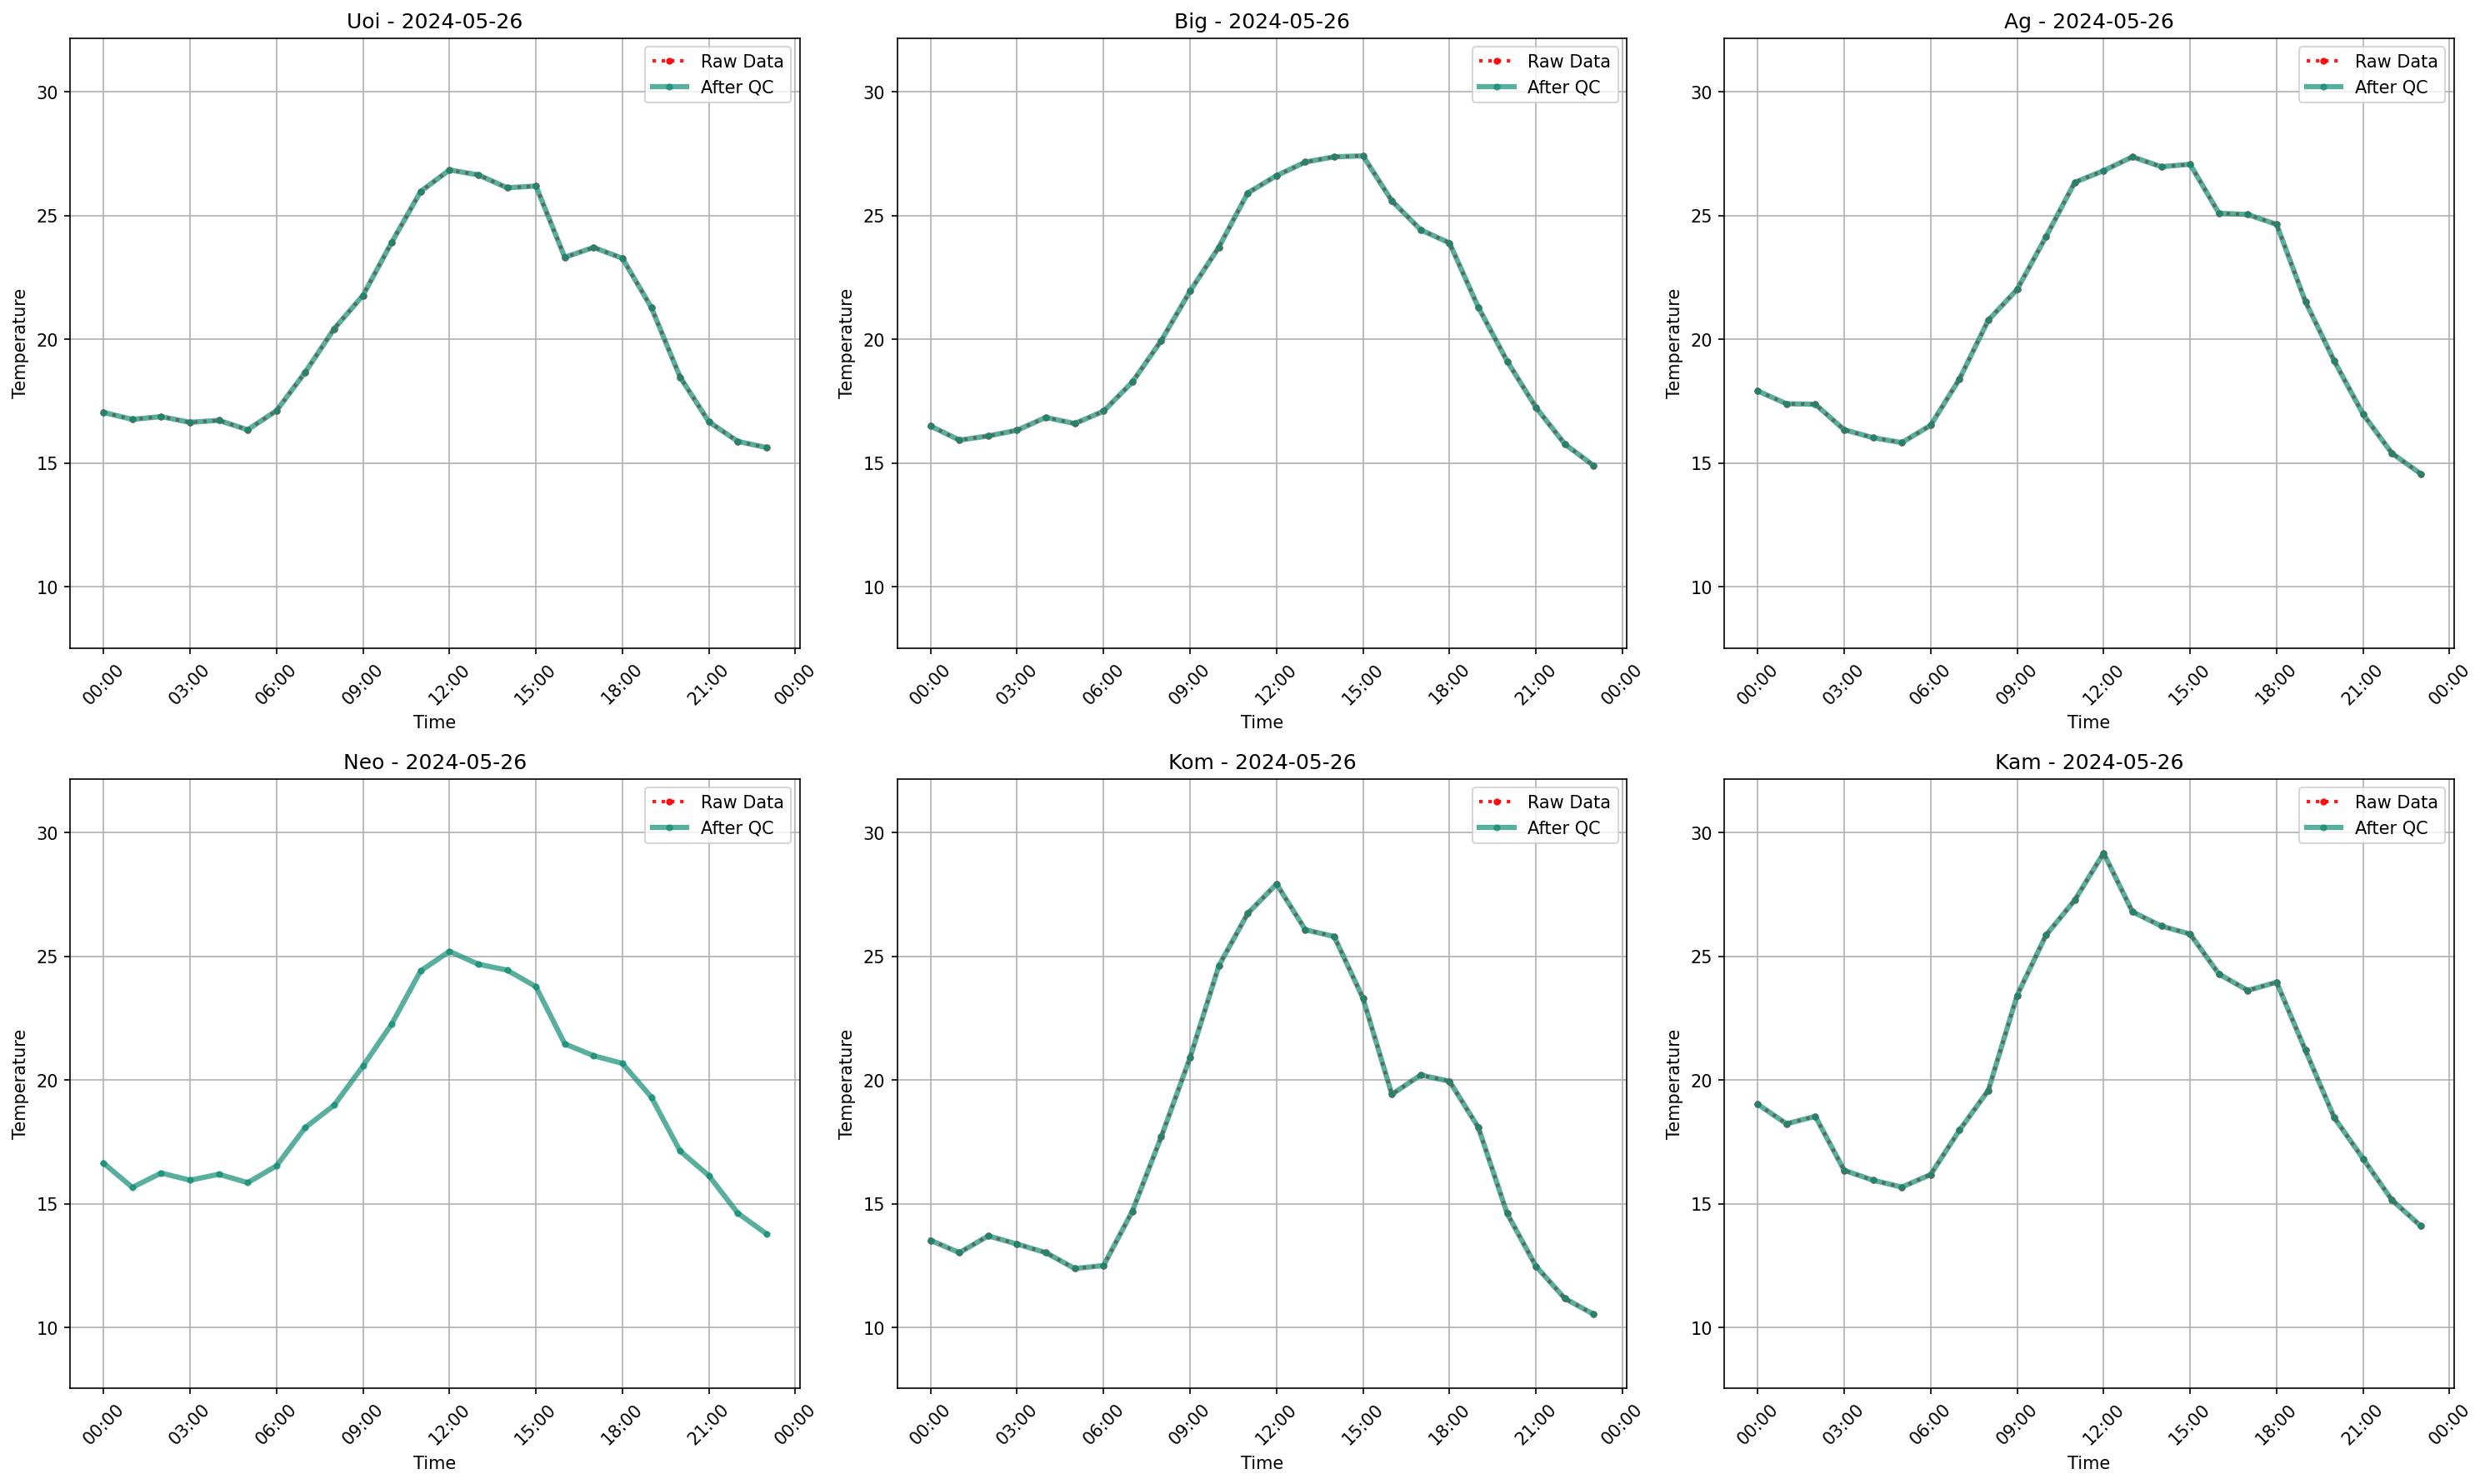 Uoi - 2024-05-26
Raw Data
After QC
Temperature
30
25
20
15
10
00:00
03:00
06:00
09:00
12:00
15:00
18:00
21:00
00:00
Time
Big - 2024-05-26
Raw Data
After QC
Temperature
30
25
20
15
10
00:00
03:00
06:00
09:00
12:00
15:00
18:00
21:00
00:00
Time
Ag - 2024-05-26
Raw Data
After QC
Temperature
30
25
20
15
10
00:00
03:00
06:00
09:00
12:00
15:00
18:00
21:00
00:00
Time
Neo - 2024-05-26
Raw Data
After QC
Temperature
30
25
20
15
10
00:00
03:00
06:00
09:00
12:00
15:00
18:00
21:00
00:00
Time
Kom - 2024-05-26
Raw Data
After QC
Temperature
30
25
20
15
10
00:00
03:00
06:00
09:00
12:00
15:00
18:00
21:00
00:00
Time
Kam - 2024-05-26
Raw Data
After QC
Temperature
30
25
20
15
10
00:00
03:00
06:00
09:00
12:00
15:00
18:00
21:00
00:00
Time